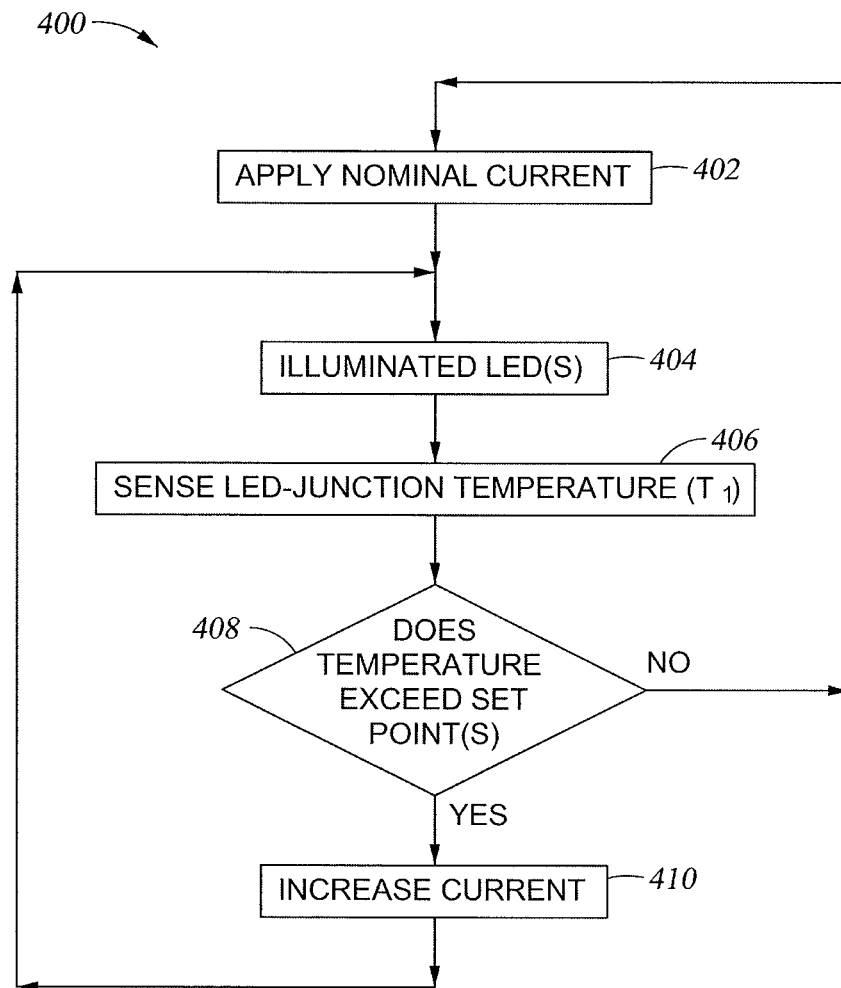 400
APPLY NOMINAL CURRENT
402
ILLUMINATED LED(S)
404
406
SENSE LED-JUNCTION TEMPERATURE (T 1)
408
DOES
TEMPERATURE
EXCEED SET
POINT(S)
NO
YES
INCREASE CURRENT
410